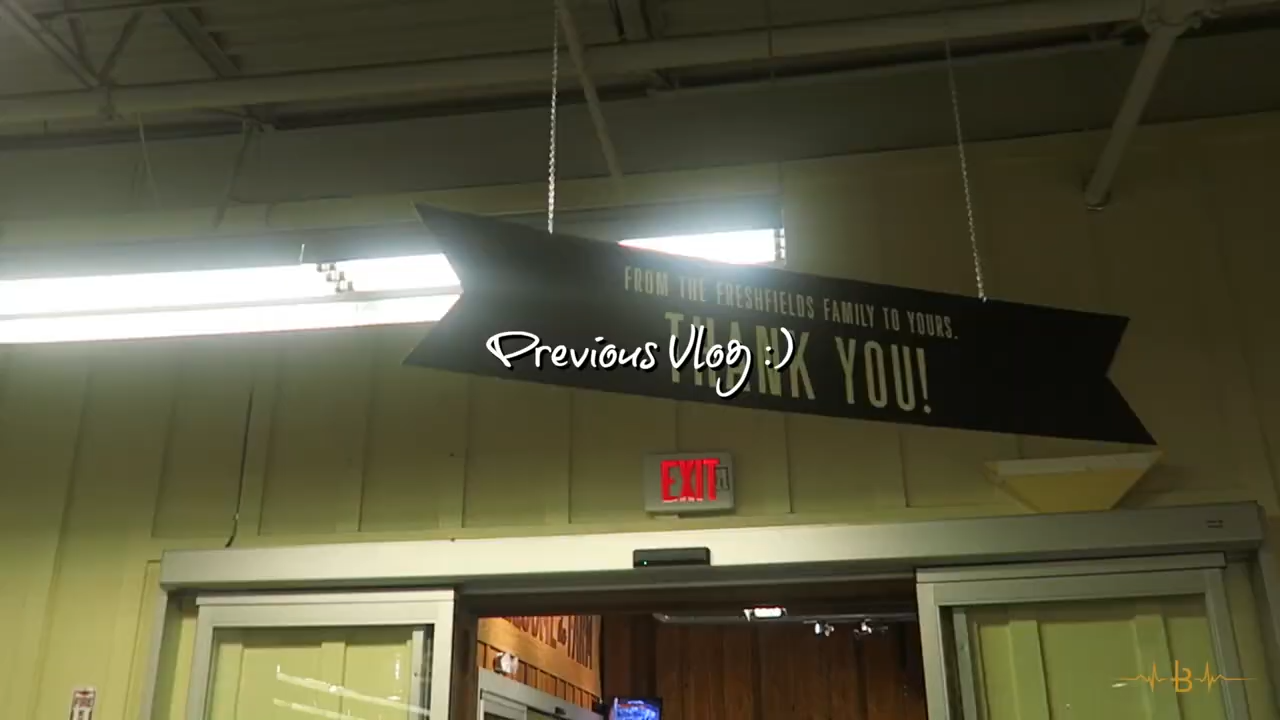 FROM THE FRESHFIELDS FAMILY TO YOURS.
THANK YOU!
Previous Vlog :)
EXIT
B